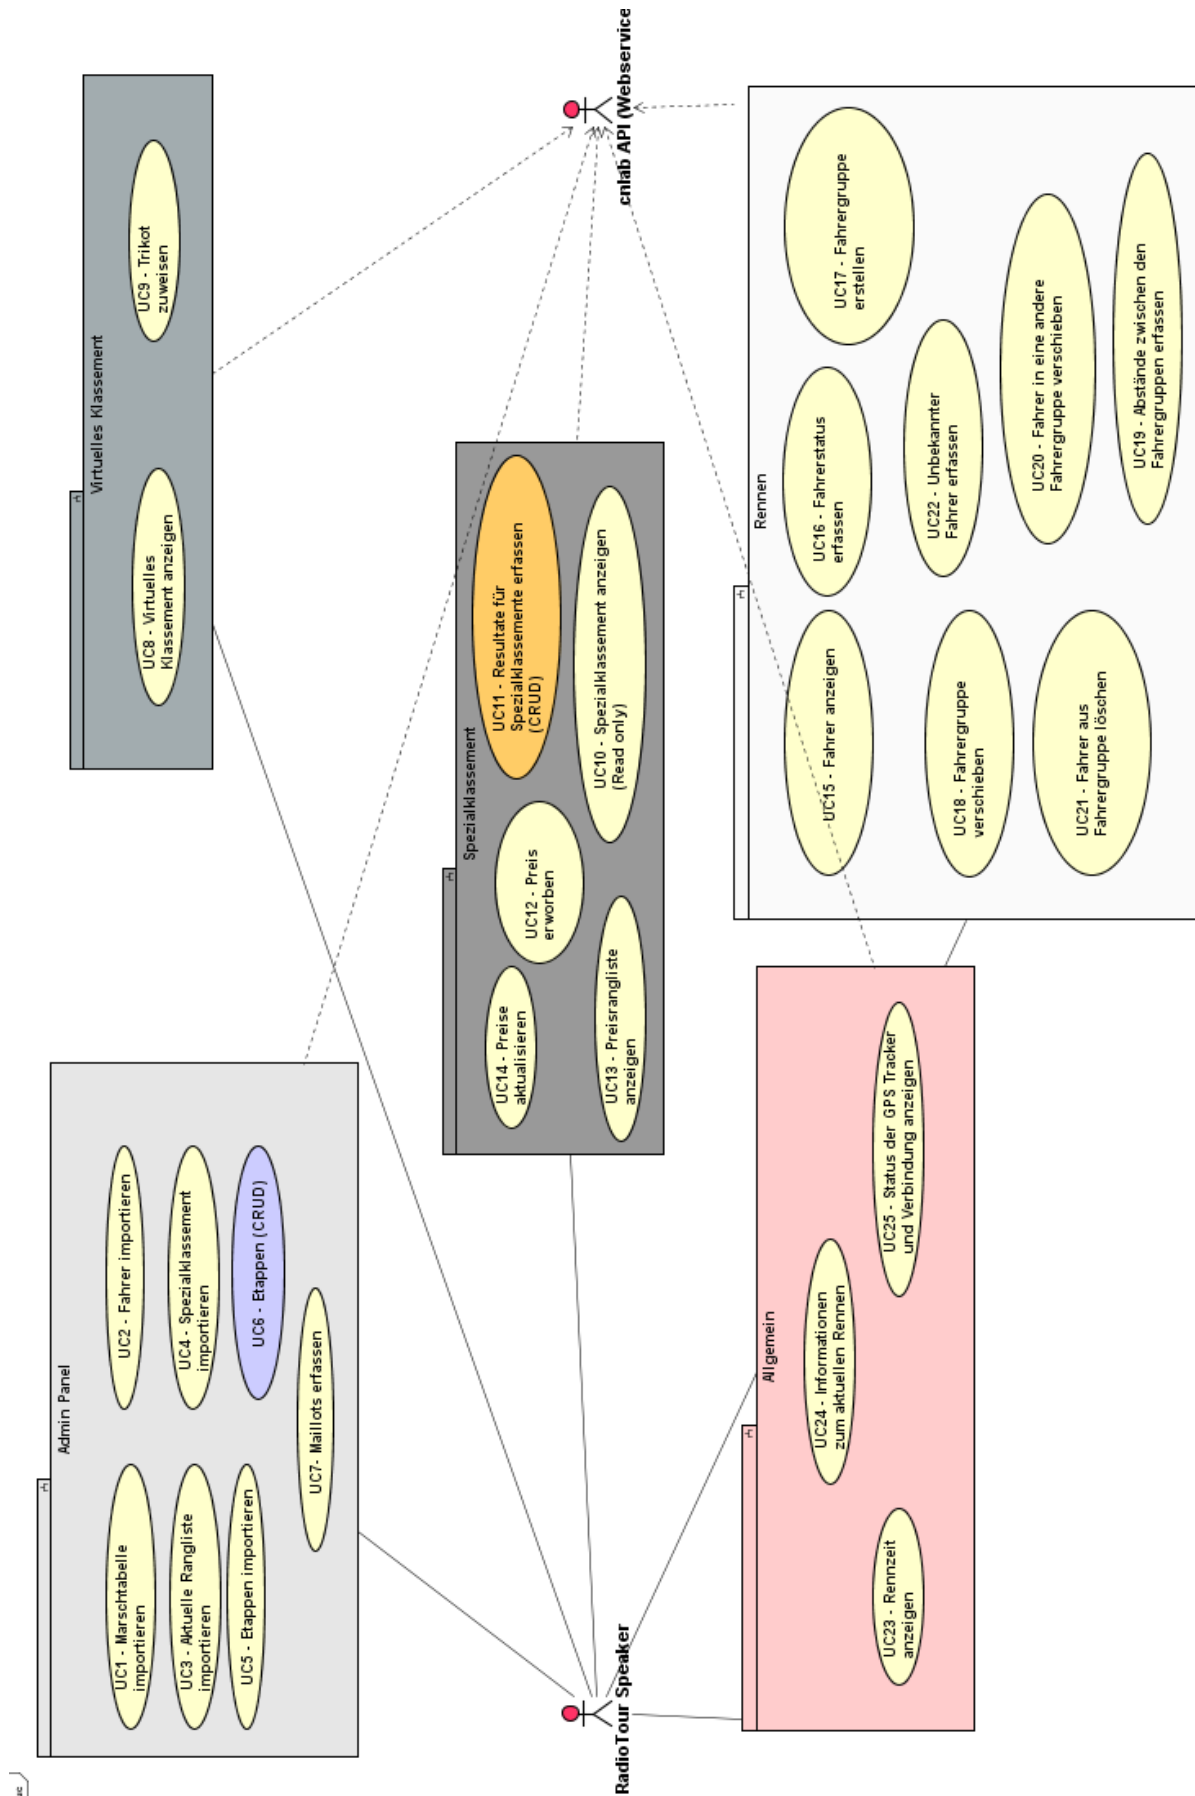 uc
Admin Panel
UC1 - Marschtabelle
importieren
UC2 - Fahrer importieren
UC3 - Aktuelle Rangliste
importieren
UC4 - Spezialklassement
importieren
UC5 - Etappen importieren
UC6 - Etappen (CRUD)
UC7- Maillots erfassen
Virtuelles Klassement
UC8 - Virtuelles
Klassement anzeigen
UC9 - Trikot
zuweisen
Spezialklassement
UC14 - Preise
aktualisieren
UC12 - Preis
erworben
UC11 - Resultate für
Spezialklassemente erfassen
(CRUD)
UC13 - Preisrangliste
anzeigen
UC10 - Spezialklassement anzeigen
(Read only)
RadioTour Speaker
cnlab API (Webservice
Allgemein
UC24 - Informationen
zum aktuellen Rennen
UC23 - Rennzeit
anzeigen
UC25 - Status der GPS Tracker
und Verbindung anzeigen
Rennen
UC15 - Fahrer anzeigen
UC16 - Fahrerstatus
erfassen
UC17 - Fahrergruppe
erstellen
UC18 - Fahrergruppe
verschieben
UC22 - Unbekannter
Fahrer erfassen
UC21 - Fahrer aus
Fahrergruppe löschen
UC20 - Fahrer in eine andere
Fahrergruppe verschieben
UC19 - Abstände zwischen den
Fahrergruppen erfassen